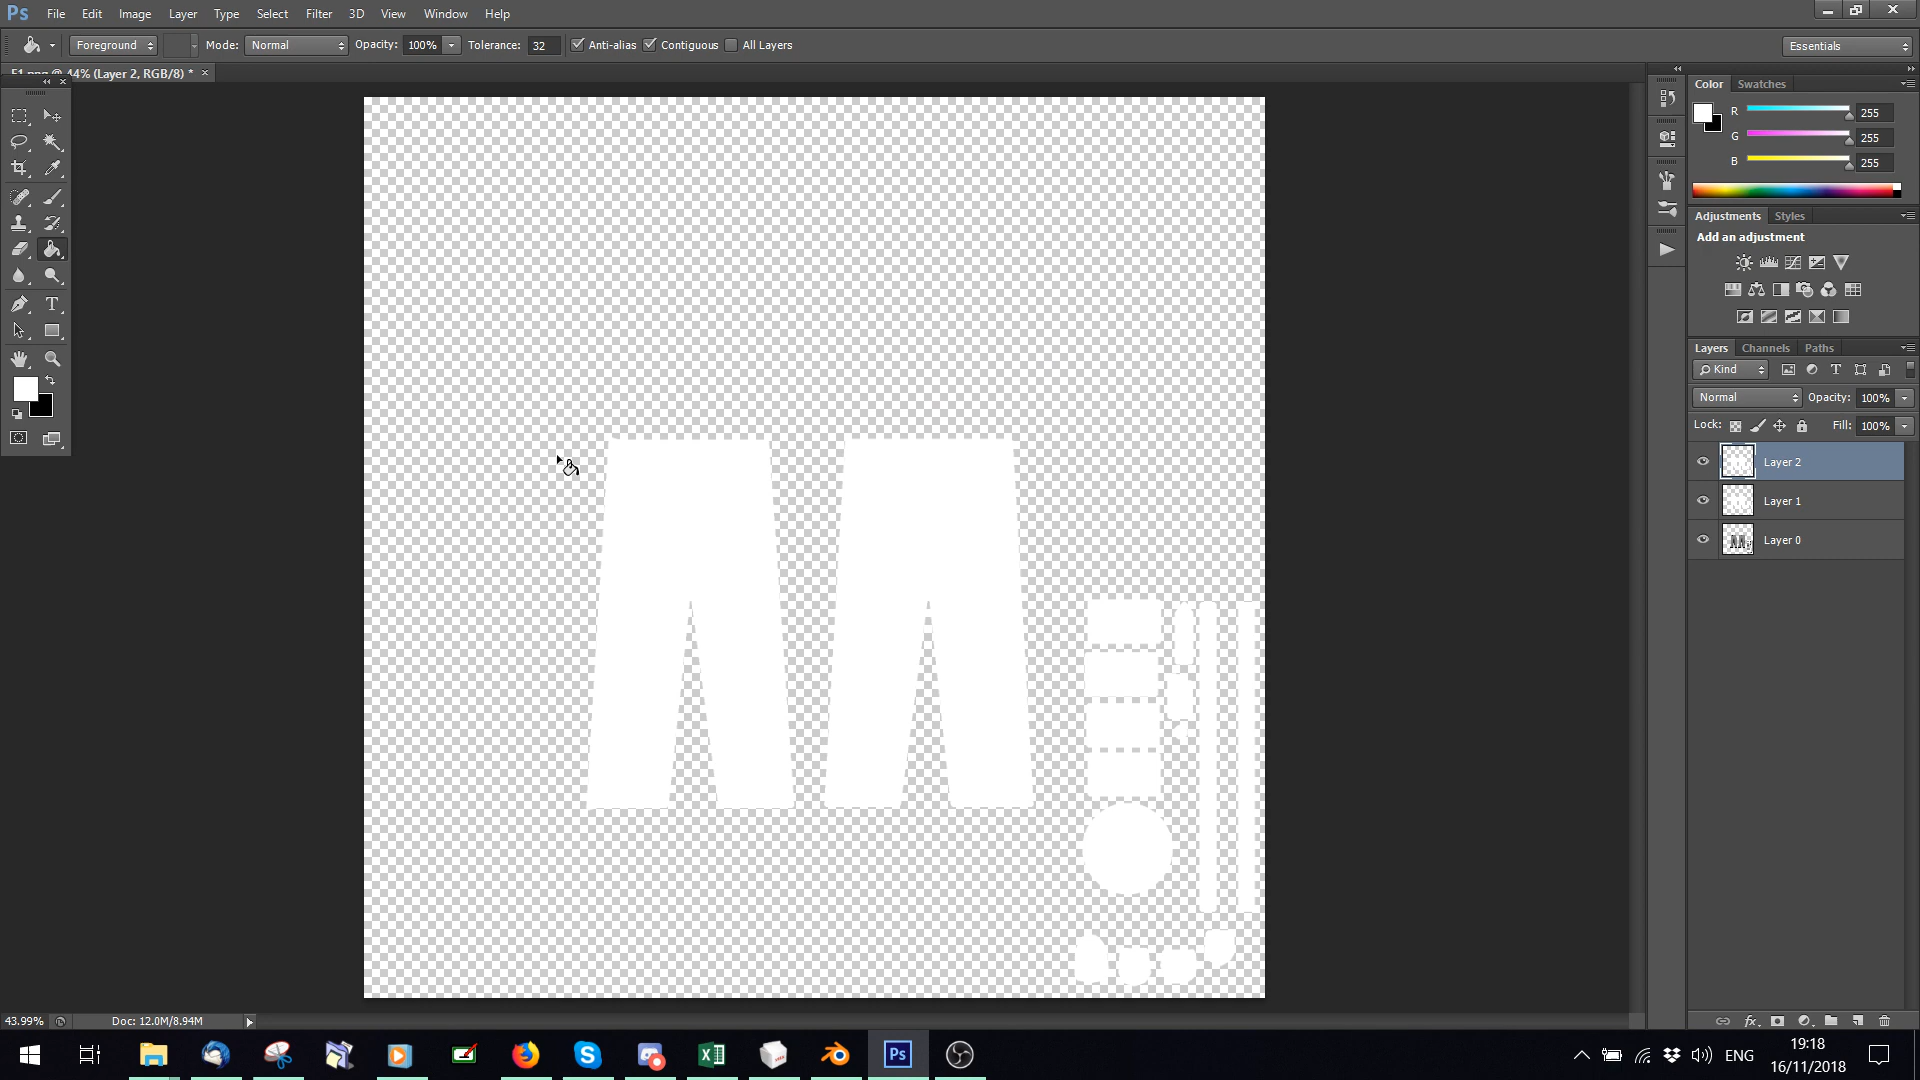 Ps File Edit Image Layer Type Select Filter 3D View Window Help
Foreground Mode: Normal Opacity: 100% Tolerance: 32 Anti-alias Contiguous All Layers Essentials
44% (Layer 2, RGB/8) * ×
Color Swatches
R 255
G 255
B 255
Adjustments Styles
Add an adjustment
Layers Channels Paths
Kind
Normal Opacity: 100%
Lock: Fill: 100%
Layer 2
Layer 1
Layer 0
43.99% Doc: 12.0M/8.94M
Ps
ENG
19:18
16/11/2018